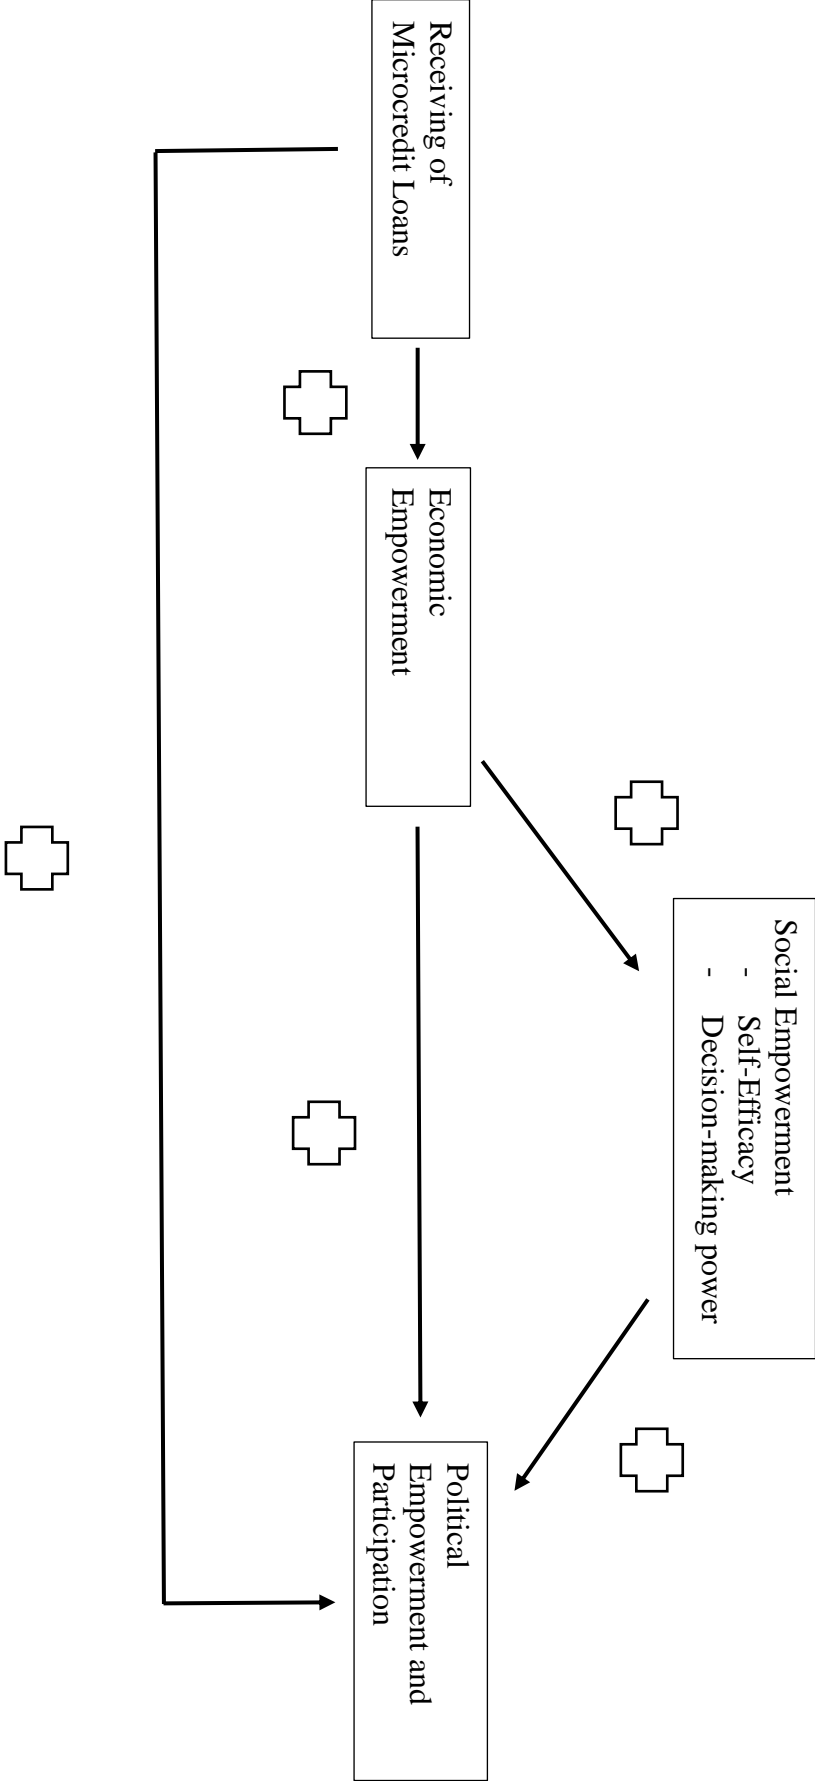 Receiving of
Microcredit Loans
Economic
Empowerment
Social Empowerment
- Self-Efficacy
- Decision-making power
Political
Empowerment and
Participation